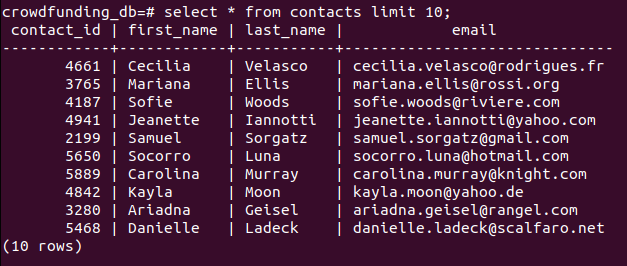 crowdfunding_db=# select * from contacts limit 10;
 contact_id | first_name | last_name |            email
------------+------------+-----------+------------------------------
       4661 | Cecilia    | Velasco   | cecilia.velasco@rodrigues.fr
       3765 | Mariana    | Ellis     | mariana.ellis@rossi.org
       4187 | Sofie      | Woods     | sofie.woods@riviere.com
       4941 | Jeanette   | Iannotti  | jeanette.iannotti@yahoo.com
       2199 | Samuel     | Sorgatz   | samuel.sorgatz@gmail.com
       5650 | Socorro    | Luna      | socorro.luna@hotmail.com
       5889 | Carolina   | Murray    | carolina.murray@knight.com
       4842 | Kayla      | Moon      | kayla.moon@yahoo.de
       3280 | Ariadna    | Geisel    | ariadna.geisel@rangel.com
       5468 | Danielle   | Ladeck    | danielle.ladeck@scalfaro.net
(10 rows)